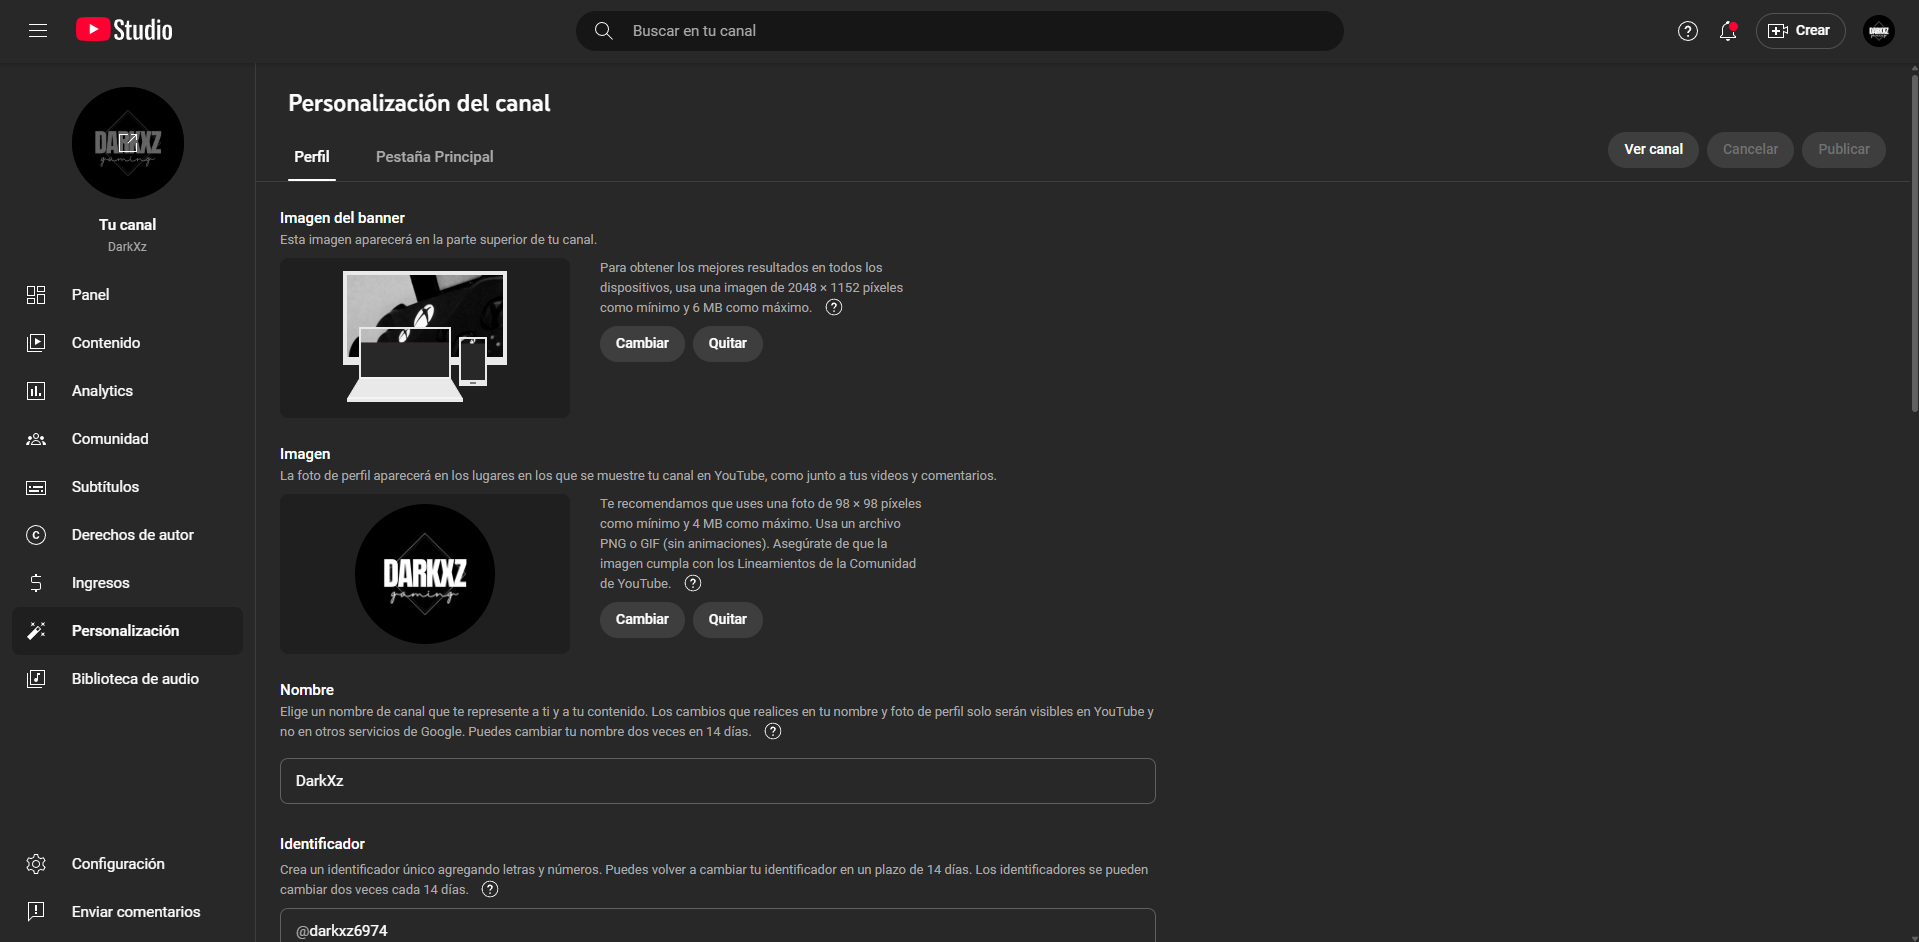 Studio
Buscar en tu canal
Crear
DARKXZ
gaming
Tu canal
DarkXz
Panel
Contenido
Analytics
Comunidad
Subtítulos
Derechos de autor
Ingresos
Personalización
Biblioteca de audio
Configuración
Enviar comentarios
Personalización del canal
Perfil
Pestaña Principal
Ver canal
Cancelar
Publicar
Imagen del banner
Esta imagen aparecerá en la parte superior de tu canal.
Para obtener los mejores resultados en todos los
dispositivos, usa una imagen de 2048 × 1152 píxeles
como mínimo y 6 MB como máximo.
Cambiar
Quitar
Imagen
La foto de perfil aparecerá en los lugares en los que se muestre tu canal en YouTube, como junto a tus videos y comentarios.
DARKXZ
gaming
Te recomendamos que uses una foto de 98 × 98 píxeles
como mínimo y 4 MB como máximo. Usa un archivo
PNG o GIF (sin animaciones). Asegúrate de que la
imagen cumpla con los Lineamientos de la Comunidad
de YouTube.
Cambiar
Quitar
Nombre
Elige un nombre de canal que te represente a ti y a tu contenido. Los cambios que realices en tu nombre y foto de perfil solo serán visibles en YouTube y
no en otros servicios de Google. Puedes cambiar tu nombre dos veces en 14 días.
DarkXz
Identificador
Crea un identificador único agregando letras y números. Puedes volver a cambiar tu identificador en un plazo de 14 días. Los identificadores se pueden
cambiar dos veces cada 14 días.
@darkxz6974